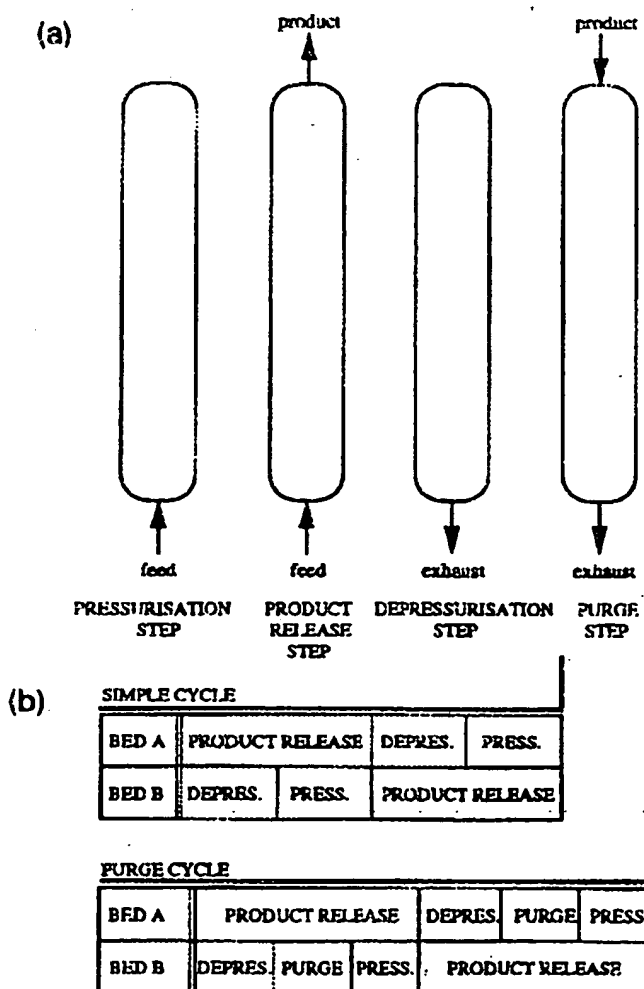 (a)
product product
feed feed exhaust exhaust
PRESSURISATION PRODUCT DEPRESSURISATION PURGE
STEP RELEASE STEP STEP
STEP
(b)
SIMPLE CYCLE
BED A PRODUCT RELEASE DEPRES. PRESS.
BED B DEPRES. PRESS. PRODUCT RELEASE
PURGE CYCLE
BED A PRODUCT RELEASE DEPRES. PURGE PRESS
BED B DEPRES. PURGE PRESS. PRODUCT RELEASE